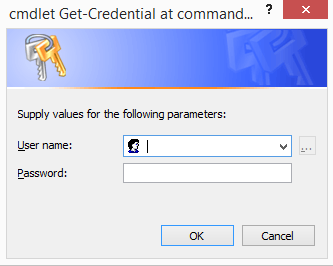 cmdlet Get-Credential at command...
?
Supply values for the following parameters:
User name:
...
Password:
OK Cancel